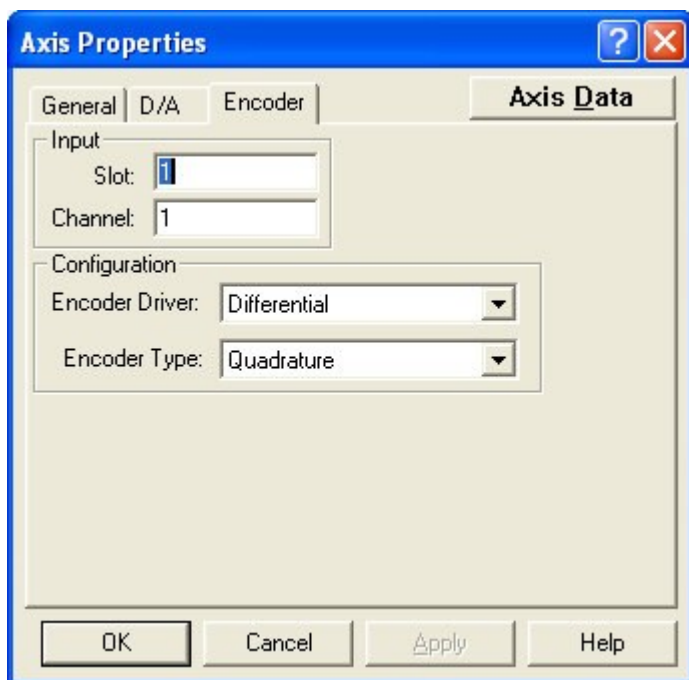 Axis Properties
?
General D/A Encoder
Axis Data
Input
Slot: 1
Channel: 1
Configuration
Encoder Driver: Differential
Encoder Type: Quadrature
OK Cancel Apply Help